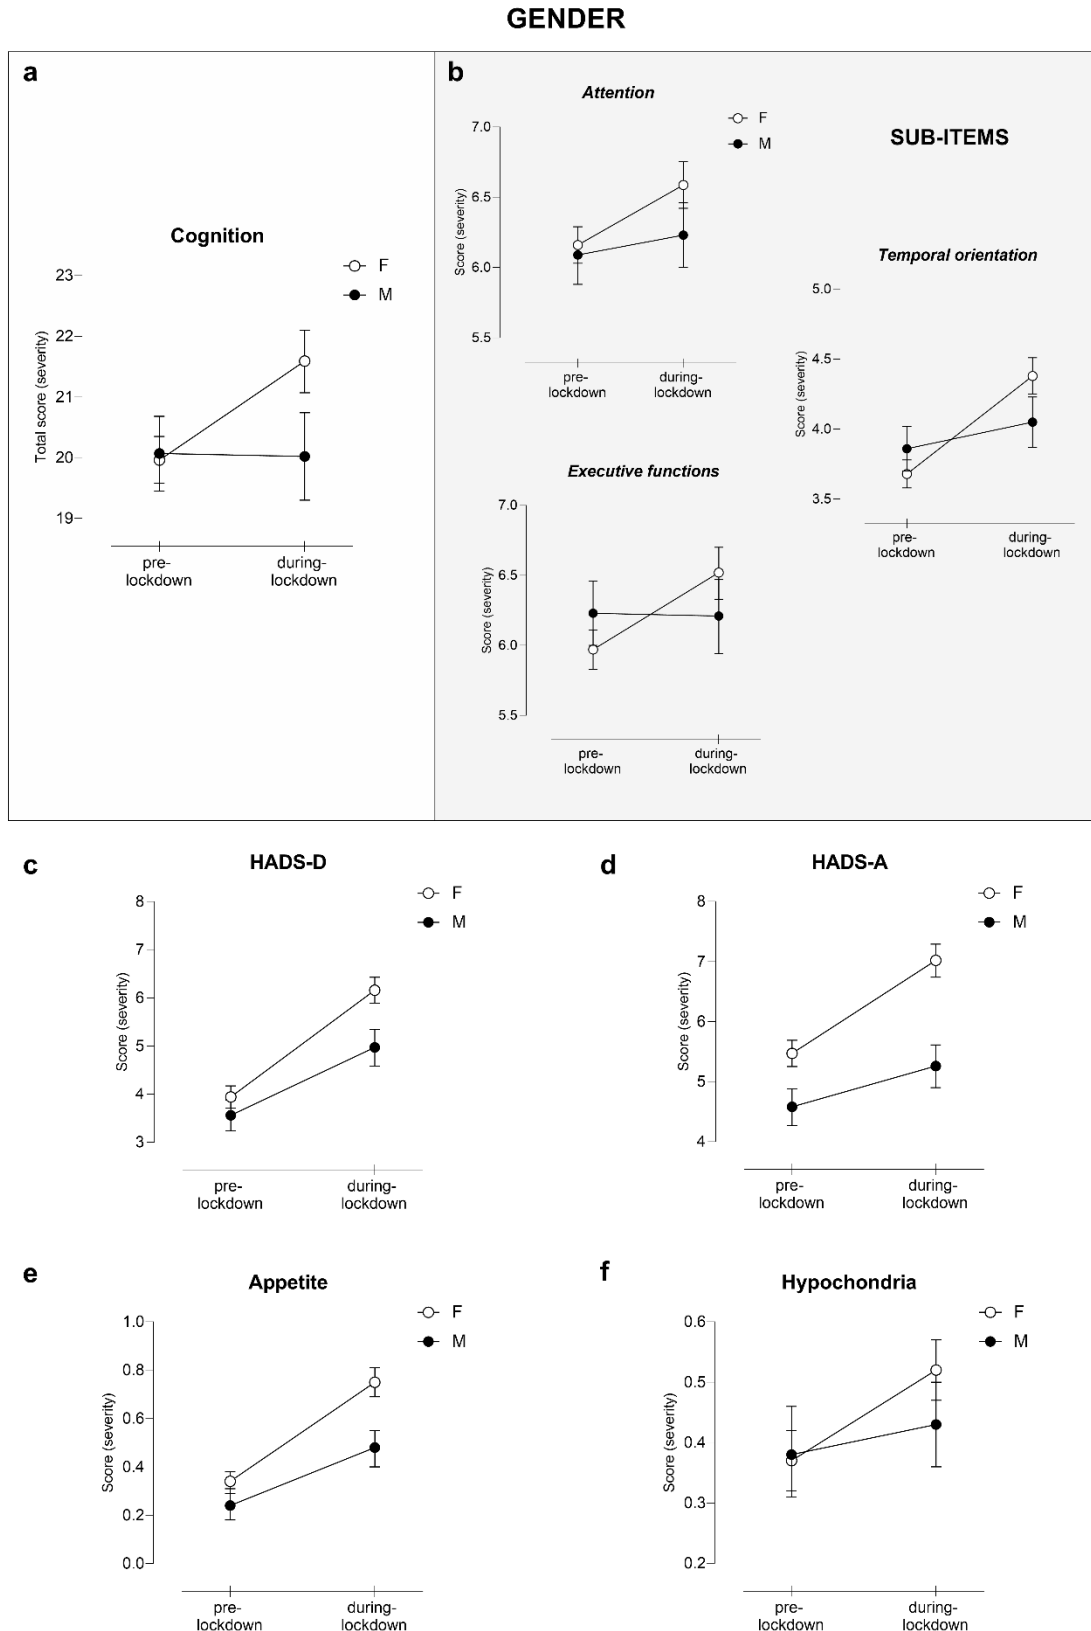 GENDER
a
Cognition
F
M
Total score (severity)
23
22
21
20
19
pre-
lockdown
during-
lockdown
b
Attention
F
M
Score (severity)
7.0
6.5
6.0
5.5
pre-
lockdown
during-
lockdown
SUB-ITEMS
Temporal orientation
Score (severity)
5.0
4.5
4.0
3.5
pre-
lockdown
during-
lockdown
Executive functions
Score (severity)
7.0
6.5
6.0
5.5
pre-
lockdown
during-
lockdown
c
HADS-D
F
M
Score (severity)
8
7
6
5
4
3
pre-
lockdown
during-
lockdown
d
HADS-A
F
M
Score (severity)
8
7
6
5
4
pre-
lockdown
during-
lockdown
e
Appetite
F
M
Score (severity)
1.0
0.8
0.6
0.4
0.2
0.0
pre-
lockdown
during-
lockdown
f
Hypochondria
F
M
Score (severity)
0.6
0.5
0.4
0.3
0.2
pre-
lockdown
during-
lockdown